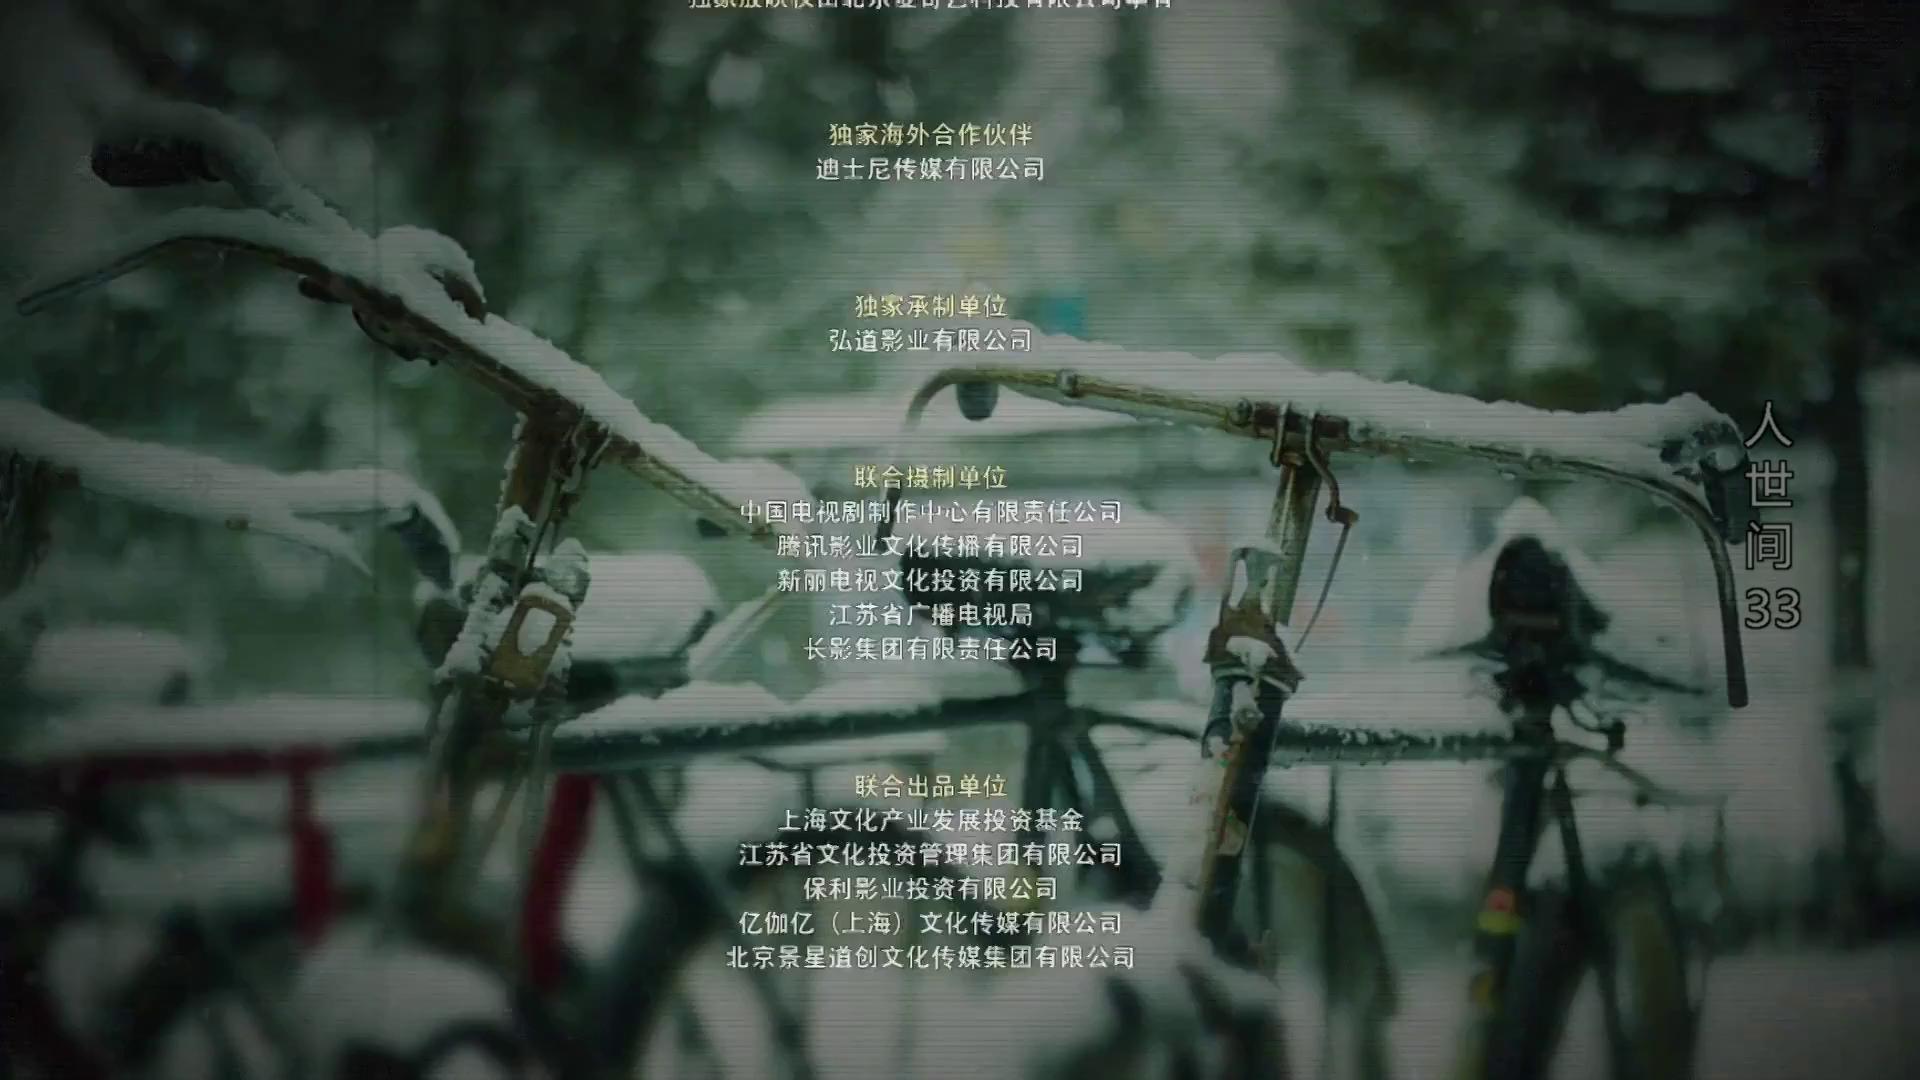 独家海外合作伙伴
迪士尼传媒有限公司
独家承制单位
弘道影业有限公司
联合摄制单位
中国电视剧制作中心有限责任公司
腾讯影业文化传播有限公司
新丽电视文化投资有限公司
江苏省广播电视局
长影集团有限责任公司
联合出品单位
上海文化产业发展投资基金
江苏省文化投资管理集团有限公司
保利影业投资有限公司
亿伽亿（上海）文化传媒有限公司
北京景星道创文化传媒集团有限公司
人世间
33